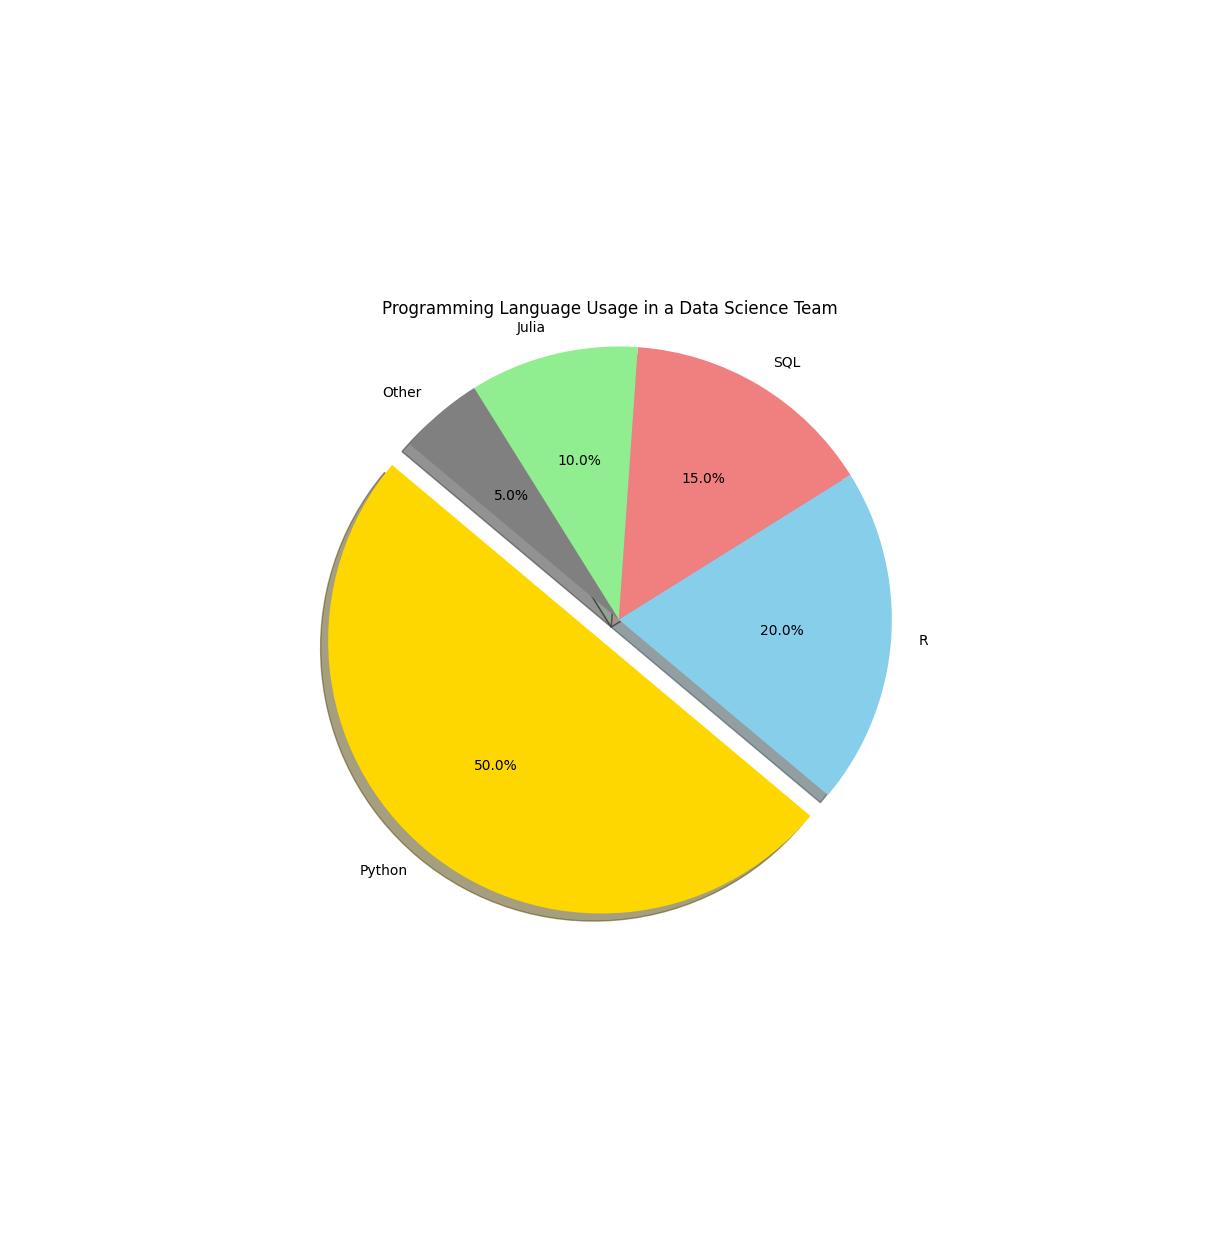 Programming Language Usage in a Data Science Team
Julia
SQL
Other
10.0%
15.0%
5.0%
20.0%
R
50.0%
Python